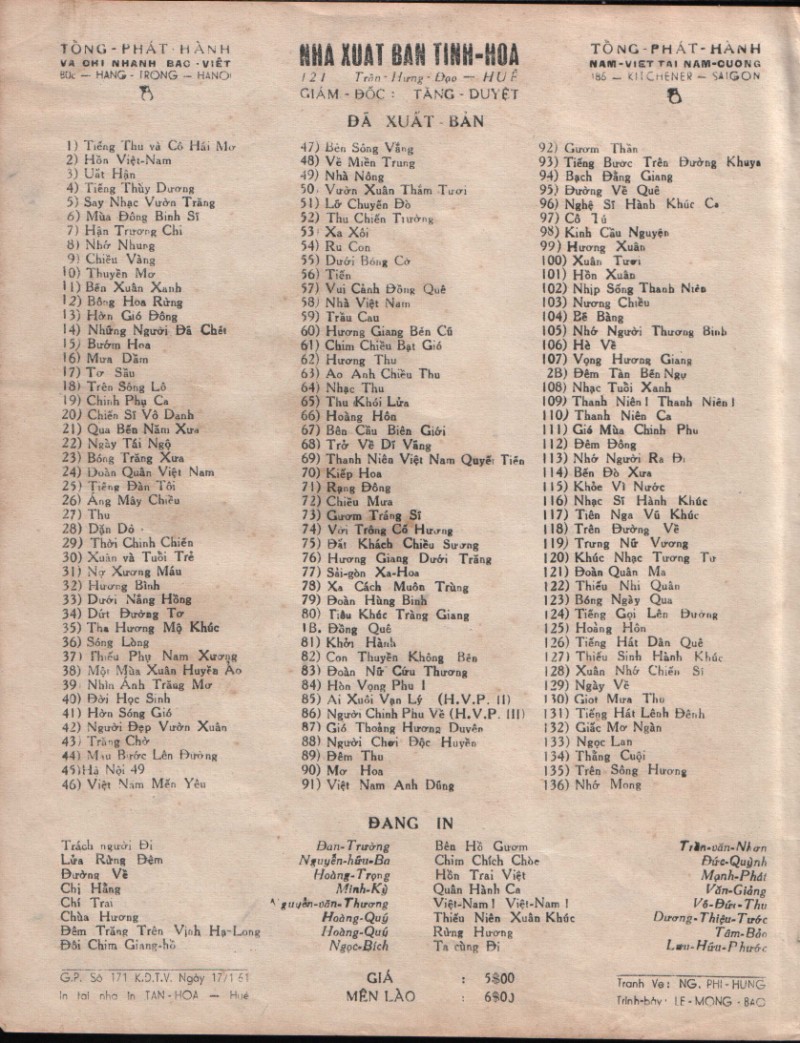 TỔNG - PHÁT - HÀNH
VA CHI NHANH BAC - VIÊT
80c — HANG - TRONG — HANOI
NHA XUAT BAN TINH-HOA
121 Trần - Hưng - Đạo — HUẾ
GIÁM - ĐỐC : TĂNG - DUYỆT
TỔNG - PHÁT - HÀNH
NAM - VIET TAI NAM - CUONG
185 — KITCHENER — SAIGON
ĐÃ XUẤT - BẢN
1) Tiếng Thu và Cô Hái Mơ
2) Hồn Việt-Nam
3) Uất Hận
4) Tiếng Thùy Dương
5) Say Nhạc Vườn Trăng
6) Mùa Đông Binh Sĩ
7) Hận Trương Chi
8) Nhớ Nhung
9) Chiều Vàng
10) Thuyền Mơ
11) Bến Xuân Xanh
12) Bông Hoa Rừng
13) Hờn Gió Đông
14) Những Người Đã Chết
15) Bướm Hoa
16) Mưa Dầm
17) Tơ Sầu
18) Trên Sông Lô
19) Chinh Phụ Ca
20) Chiến Sĩ Vô Danh
21) Qua Bến Năm Xưa
22) Ngày Tái Ngộ
23) Bóng Trăng Xưa
24) Đoàn Quân Việt Nam
25) Tiếng Đàn Tôi
26) Áng Mây Chiều
27) Thu
28) Dặn Dò
29) Thời Chinh Chiến
30) Xuân và Tuổi Trẻ
31) Nợ Xương Máu
32) Hương Bình
33) Dưới Nắng Hồng
34) Dứt Đường Tơ
35) Tha Hương Mộ Khúc
36) Sóng Lòng
37) Thiếu Phụ Nam Xương
38) Một Mùa Xuân Huyền Ảo
39) Nhìn Ánh Trăng Mơ
40) Đời Học Sinh
41) Hờn Sóng Gió
42) Người Đẹp Vườn Xuân
43) Trăng Chờ
44) Mau Bước Lên Đường
45) Hà Nội 49
46) Việt Nam Mến Yêu
47) Bên Sông Vắng
48) Về Miền Trung
49) Nhà Nông
50) Vườn Xuân Thắm Tươi
51) Lỡ Chuyến Đò
52) Thu Chiến Trường
53) Xa Xôi
54) Ru Con
55) Dưới Bóng Cờ
56) Tiến
57) Vui Cảnh Đồng Quê
58) Nhà Việt Nam
59) Trầu Cau
60) Hương Giang Bến Cũ
61) Chim Chiều Bạt Gió
62) Hương Thu
63) Áo Anh Chiều Thu
64) Nhạc Thu
65) Thu Khói Lửa
66) Hoàng Hôn
67) Bên Cầu Biên Giới
68) Trở Về Dĩ Vãng
69) Thanh Niên Việt Nam Quyết Tiến
70) Kiếp Hoa
71) Rạng Đông
72) Chiều Mưa
73) Gươm Tráng Sĩ
74) Với Trông Cố Hương
75) Đất Khách Chiều Sương
76) Hương Giang Dưới Trăng
77) Sài-gòn Xa-Hoa
78) Xa Cách Muôn Trùng
79) Đoàn Hùng Binh
80) Tiểu Khúc Tràng Giang
1B. Đồng Quê
81) Khởi Hành
82) Con Thuyền Không Bến
83) Đoàn Nữ Cứu Thương
84) Hòn Vọng Phu I
85) Ai Xuôi Vạn Lý (H.V.P. II)
86) Người Chinh Phu Về (H.V.P. III)
87) Gió Thoảng Hương Duyên
88) Người Chơi Độc Huyền
89) Đêm Thu
90) Mơ Hoa
91) Việt Nam Anh Dũng
92) Gươm Thần
93) Tiếng Bước Trên Đường Khuya
94) Bạch Đằng Giang
95) Đường Về Quê
96) Nghệ Sĩ Hành Khúc Ca
97) Cô Tú
98) Kinh Cầu Nguyện
99) Hương Xuân
100) Xuân Tươi
101) Hồn Xuân
102) Nhịp Sống Thanh Niên
103) Nương Chiều
104) Bẽ Bàng
105) Nhớ Người Thương Binh
106) Hè Về
107) Vọng Hương Giang
2B) Đêm Tàn Bến Ngự
108) Nhạc Tuổi Xanh
109) Thanh Niên ! Thanh Niên !
110) Thanh Niên Ca
111) Gió Mùa Chinh Phu
112) Đêm Đông
113) Nhớ Người Ra Đi
114) Bến Đò Xưa
115) Khỏe Vì Nước
116) Nhạc Sĩ Hành Khúc
117) Tiên Nga Vũ Khúc
118) Trên Đường Về
119) Trưng Nữ Vương
120) Khúc Nhạc Tương Tư
121) Đoàn Quân Ma
122) Thiếu Nhi Quân
123) Bóng Ngày Qua
124) Tiếng Gọi Lên Đường
125) Hoàng Hôn
126) Tiếng Hát Dân Quê
127) Thiếu Sinh Hành Khúc
128) Xuân Nhớ Chiến Sĩ
129) Ngày Về
130) Giọt Mưa Thu
131) Tiếng Hát Lênh Đênh
132) Giấc Mơ Ngàn
133) Ngọc Lan
134) Thằng Cuội
135) Trên Sông Hương
136) Nhớ Mong
ĐANG IN
Trách người Đi Đan-Trường
Lửa Rừng Đêm Nguyễn-hữu-Ba
Đường Về Hoàng-Trọng
Chị Hằng Minh-Kỳ
Chí Trai Nguyễn-văn-Thương
Chùa Hương Hoàng-Quý
Đêm Trăng Trên Vịnh Hạ-Long Hoàng-Quý
Đôi Chim Giang-hồ Ngọc-Bích
Bên Hồ Gươm Trần-văn-Nhơn
Chim Chích Chòe Đức-Quỳnh
Hồn Trai Việt Mạnh-Phát
Quân Hành Ca Văn-Giảng
Việt-Nam ! Việt-Nam ! Võ-Đức-Thu
Thiếu Niên Xuân Khúc Dương-Thiệu-Tước
Rừng Hương Tâm-Bảo
Ta cùng Đi Lưu-Hữu-Phước
G.P. Số 171 K.D.T.V. Ngày 17/1/51
In tại nhà in TAN - HOA — Huế
GIÁ : 5$00
MÊN LÀO : 6$00
Tranh Ve : NG. PHI - HUNG
Trình-bày : LE - MONG - BAO